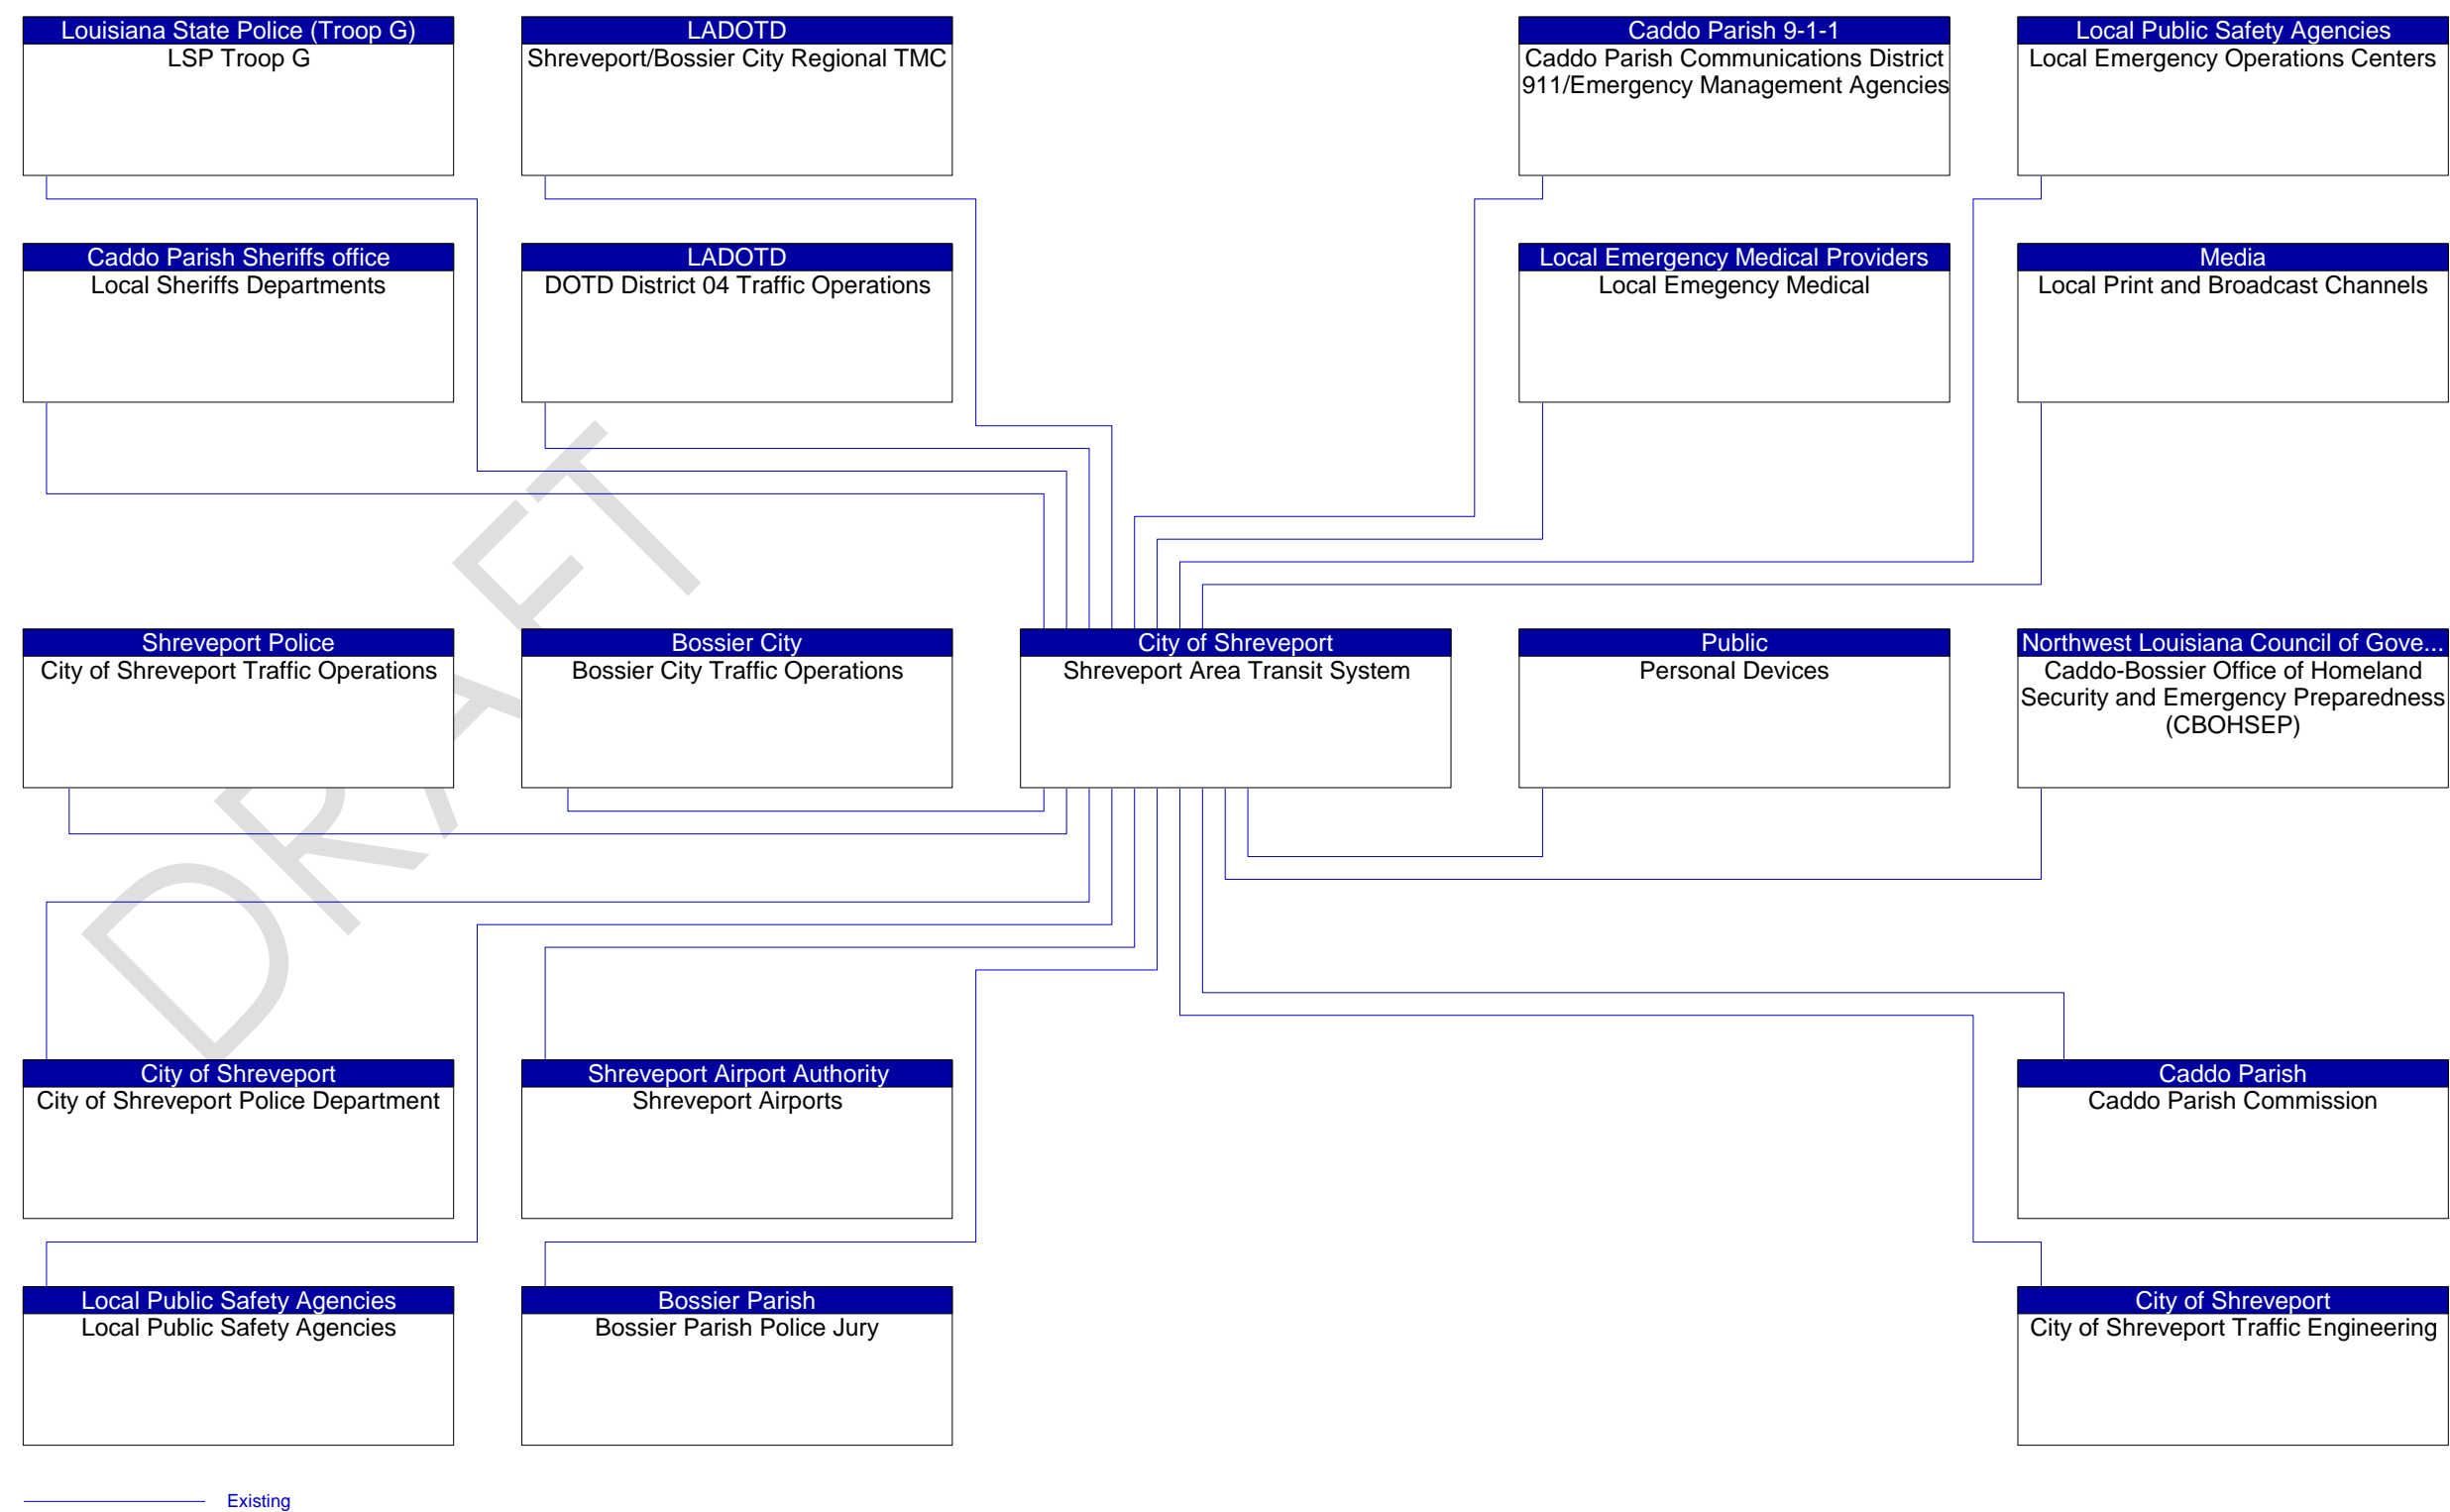 Louisiana State Police (Troop G)
LSP Troop G
LADOTD
Shreveport/Bossier City Regional TMC
Caddo Parish 9-1-1
Caddo Parish Communications District
911/Emergency Management Agencies
Local Public Safety Agencies
Local Emergency Operations Centers
Caddo Parish Sheriffs office
Local Sheriffs Departments
LADOTD
DOTD District 04 Traffic Operations
Local Emergency Medical Providers
Local Emegency Medical
Media
Local Print and Broadcast Channels
Shreveport Police
City of Shreveport Traffic Operations
Bossier City
Bossier City Traffic Operations
City of Shreveport
Shreveport Area Transit System
Public
Personal Devices
Northwest Louisiana Council of Gove...
Caddo-Bossier Office of Homeland
Security and Emergency Preparedness
(CBOHSEP)
DRAFT
City of Shreveport
City of Shreveport Police Department
Shreveport Airport Authority
Shreveport Airports
Caddo Parish
Caddo Parish Commission
Local Public Safety Agencies
Local Public Safety Agencies
Bossier Parish
Bossier Parish Police Jury
City of Shreveport
City of Shreveport Traffic Engineering
Existing